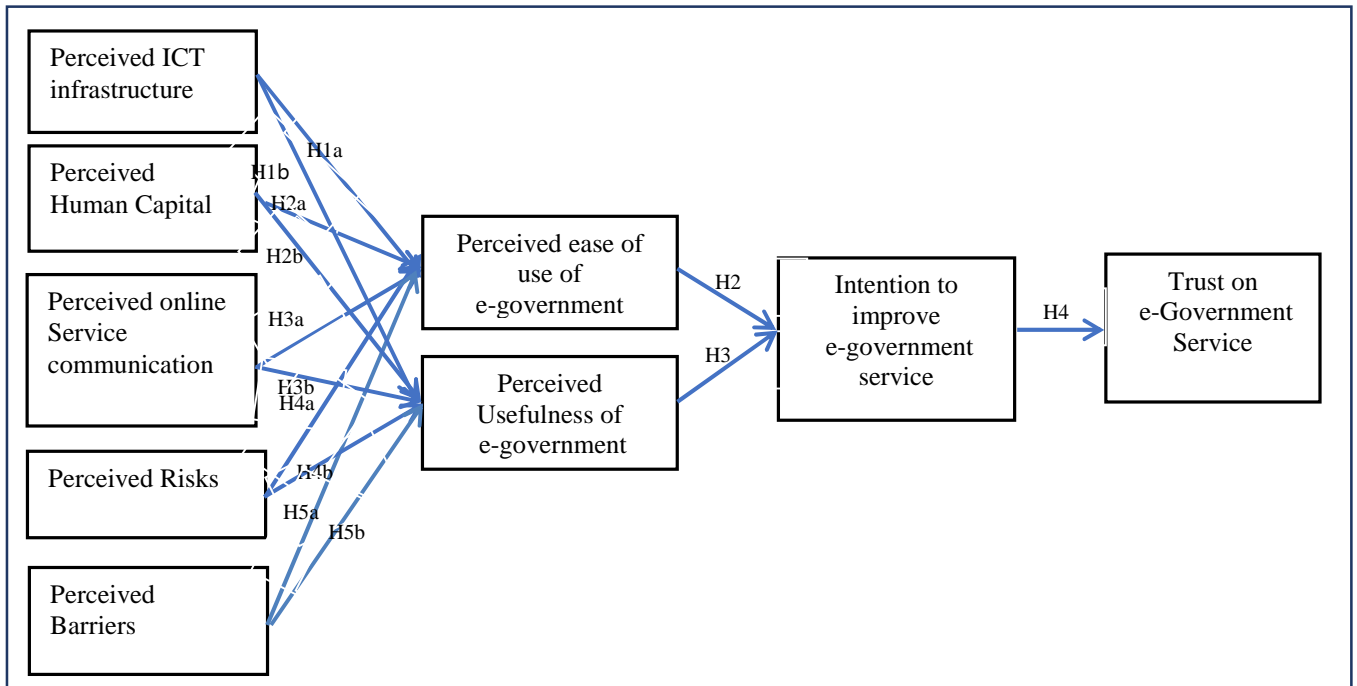 Perceived ICT
infrastructure
Perceived
Human Capital
Perceived online
Service
communication
Perceived Risks
Perceived
Barriers
H1a
H1b
H2a
H2b
H3a
H3b
H4a
H4b
H5a
H5b
Perceived ease of
use of
e-government
Perceived
Usefulness of
e-government
H2
H3
Intention to
improve
e-government
service
H4
Trust on
e-Government
Service